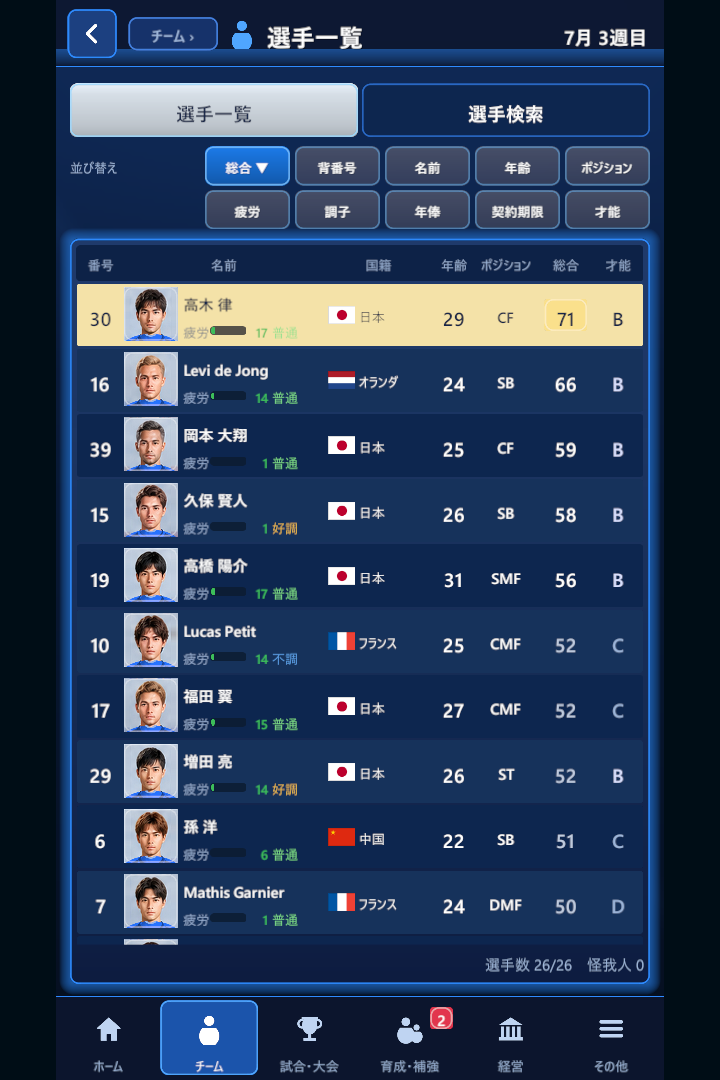 チーム ›
選手一覧
7月 3週目
選手一覧
選手検索
並び替え
総合 ▼
背番号
名前
年齢
ポジション
疲労
調子
年俸
契約期限
才能
番号 名前 国籍 年齢 ポジション 総合 才能
30 高木 律 日本 29 CF 71 B
疲労 17 普通
16 Levi de Jong オランダ 24 SB 66 B
疲労 14 普通
39 岡本 大翔 日本 25 CF 59 B
疲労 1 普通
15 久保 賢人 日本 26 SB 58 B
疲労 1 好調
19 高橋 陽介 日本 31 SMF 56 B
疲労 17 普通
10 Lucas Petit フランス 25 CMF 52 C
疲労 14 不調
17 福田 翼 日本 27 CMF 52 C
疲労 15 普通
29 増田 亮 日本 26 ST 52 B
疲労 14 好調
6 孫 洋 中国 22 SB 51 C
疲労 6 普通
7 Mathis Garnier フランス 24 DMF 50 D
疲労 1 普通
選手数 26/26 怪我人 0
2
ホーム
チーム
試合・大会
育成・補強
経営
その他